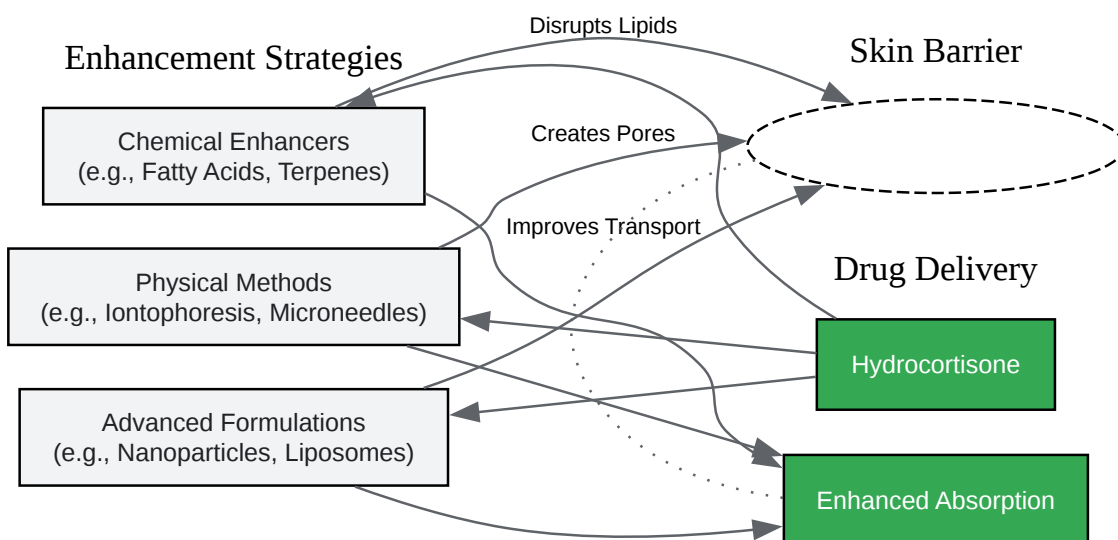 Disrupts Lipids
Enhancement Strategies
Skin Barrier
Chemical Enhancers
(e.g., Fatty Acids, Terpenes)
Creates Pores
Improves Transport
Physical Methods
(e.g., Iontophoresis, Microneedles)
Drug Delivery
Hydrocortisone
Advanced Formulations
(e.g., Nanoparticles, Liposomes)
Enhanced Absorption